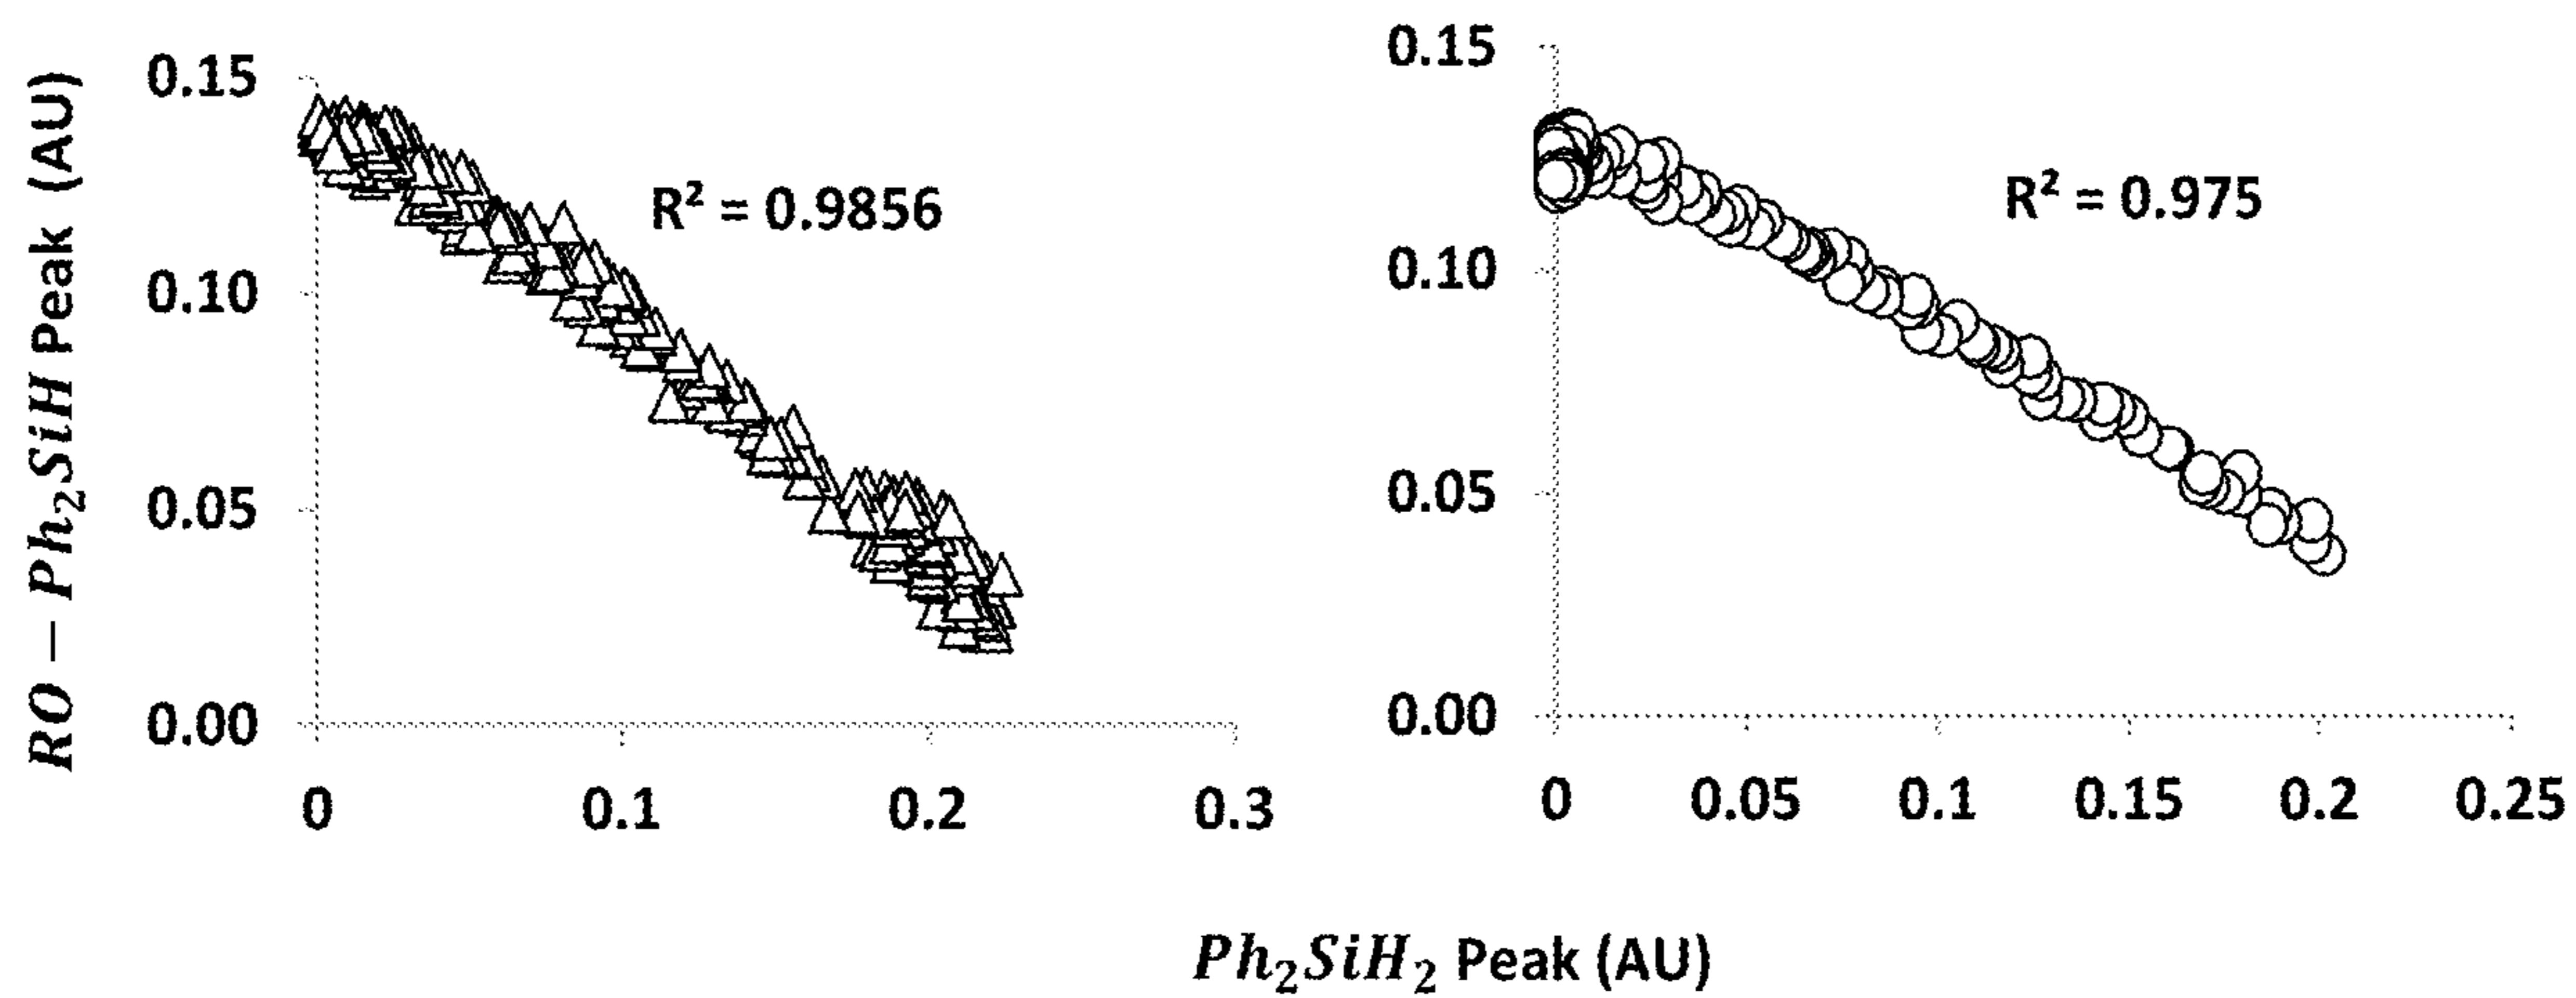 RO − Ph₂SiH Peak (AU)
0.15
0.10
0.05
0.00
R² = 0.9856
0 0.1 0.2 0.3
0.15
0.10
0.05
0.00
R² = 0.975
0 0.05 0.1 0.15 0.2 0.25
Ph₂SiH₂ Peak (AU)